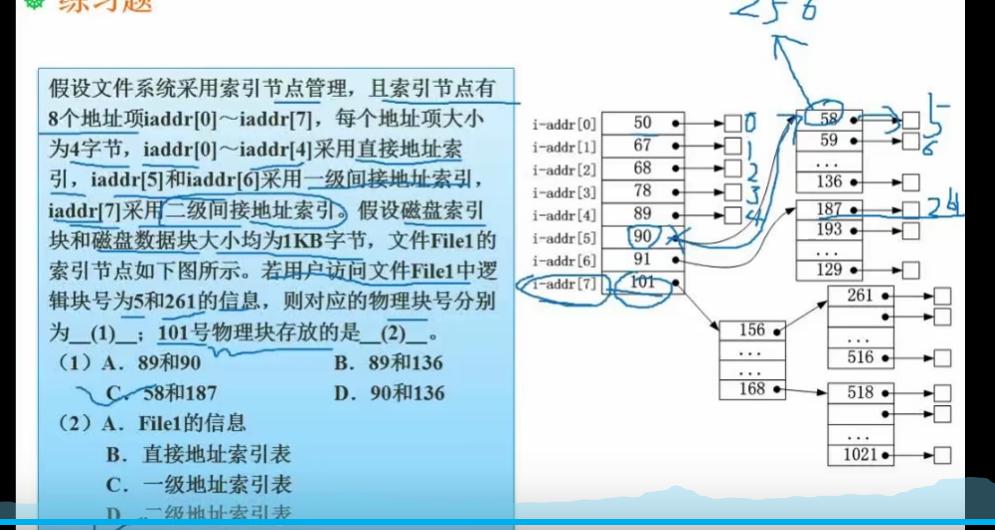 练习题
256
假设文件系统采用索引节点管理，且索引节点有
8个地址项iaddr[0]～iaddr[7]，每个地址项大小
为4字节，iaddr[0]～iaddr[4]采用直接地址索
引，iaddr[5]和iaddr[6]采用一级间接地址索引，
iaddr[7]采用二级间接地址索引。假设磁盘索引
块和磁盘数据块大小均为1KB字节，文件File1的
索引节点如下图所示。若用户访问文件File1中逻
辑块号为5和261的信息，则对应的物理块号分别
为__(1)__；101号物理块存放的是__(2)__。
（1）A．89和90 B．89和136
C．58和187 D．90和136
（2）A．File1的信息
B．直接地址索引表
C．一级地址索引表
D．二级地址索引表
i-addr[0] 50 0
i-addr[1] 67 1
i-addr[2] 68 2
i-addr[3] 78 3
i-addr[4] 89 4
i-addr[5] 90
i-addr[6] 91
i-addr[7] 101
58 5
59 6
...
136
187
193
...
129
156
...
...
168
261
...
516
518
...
1021